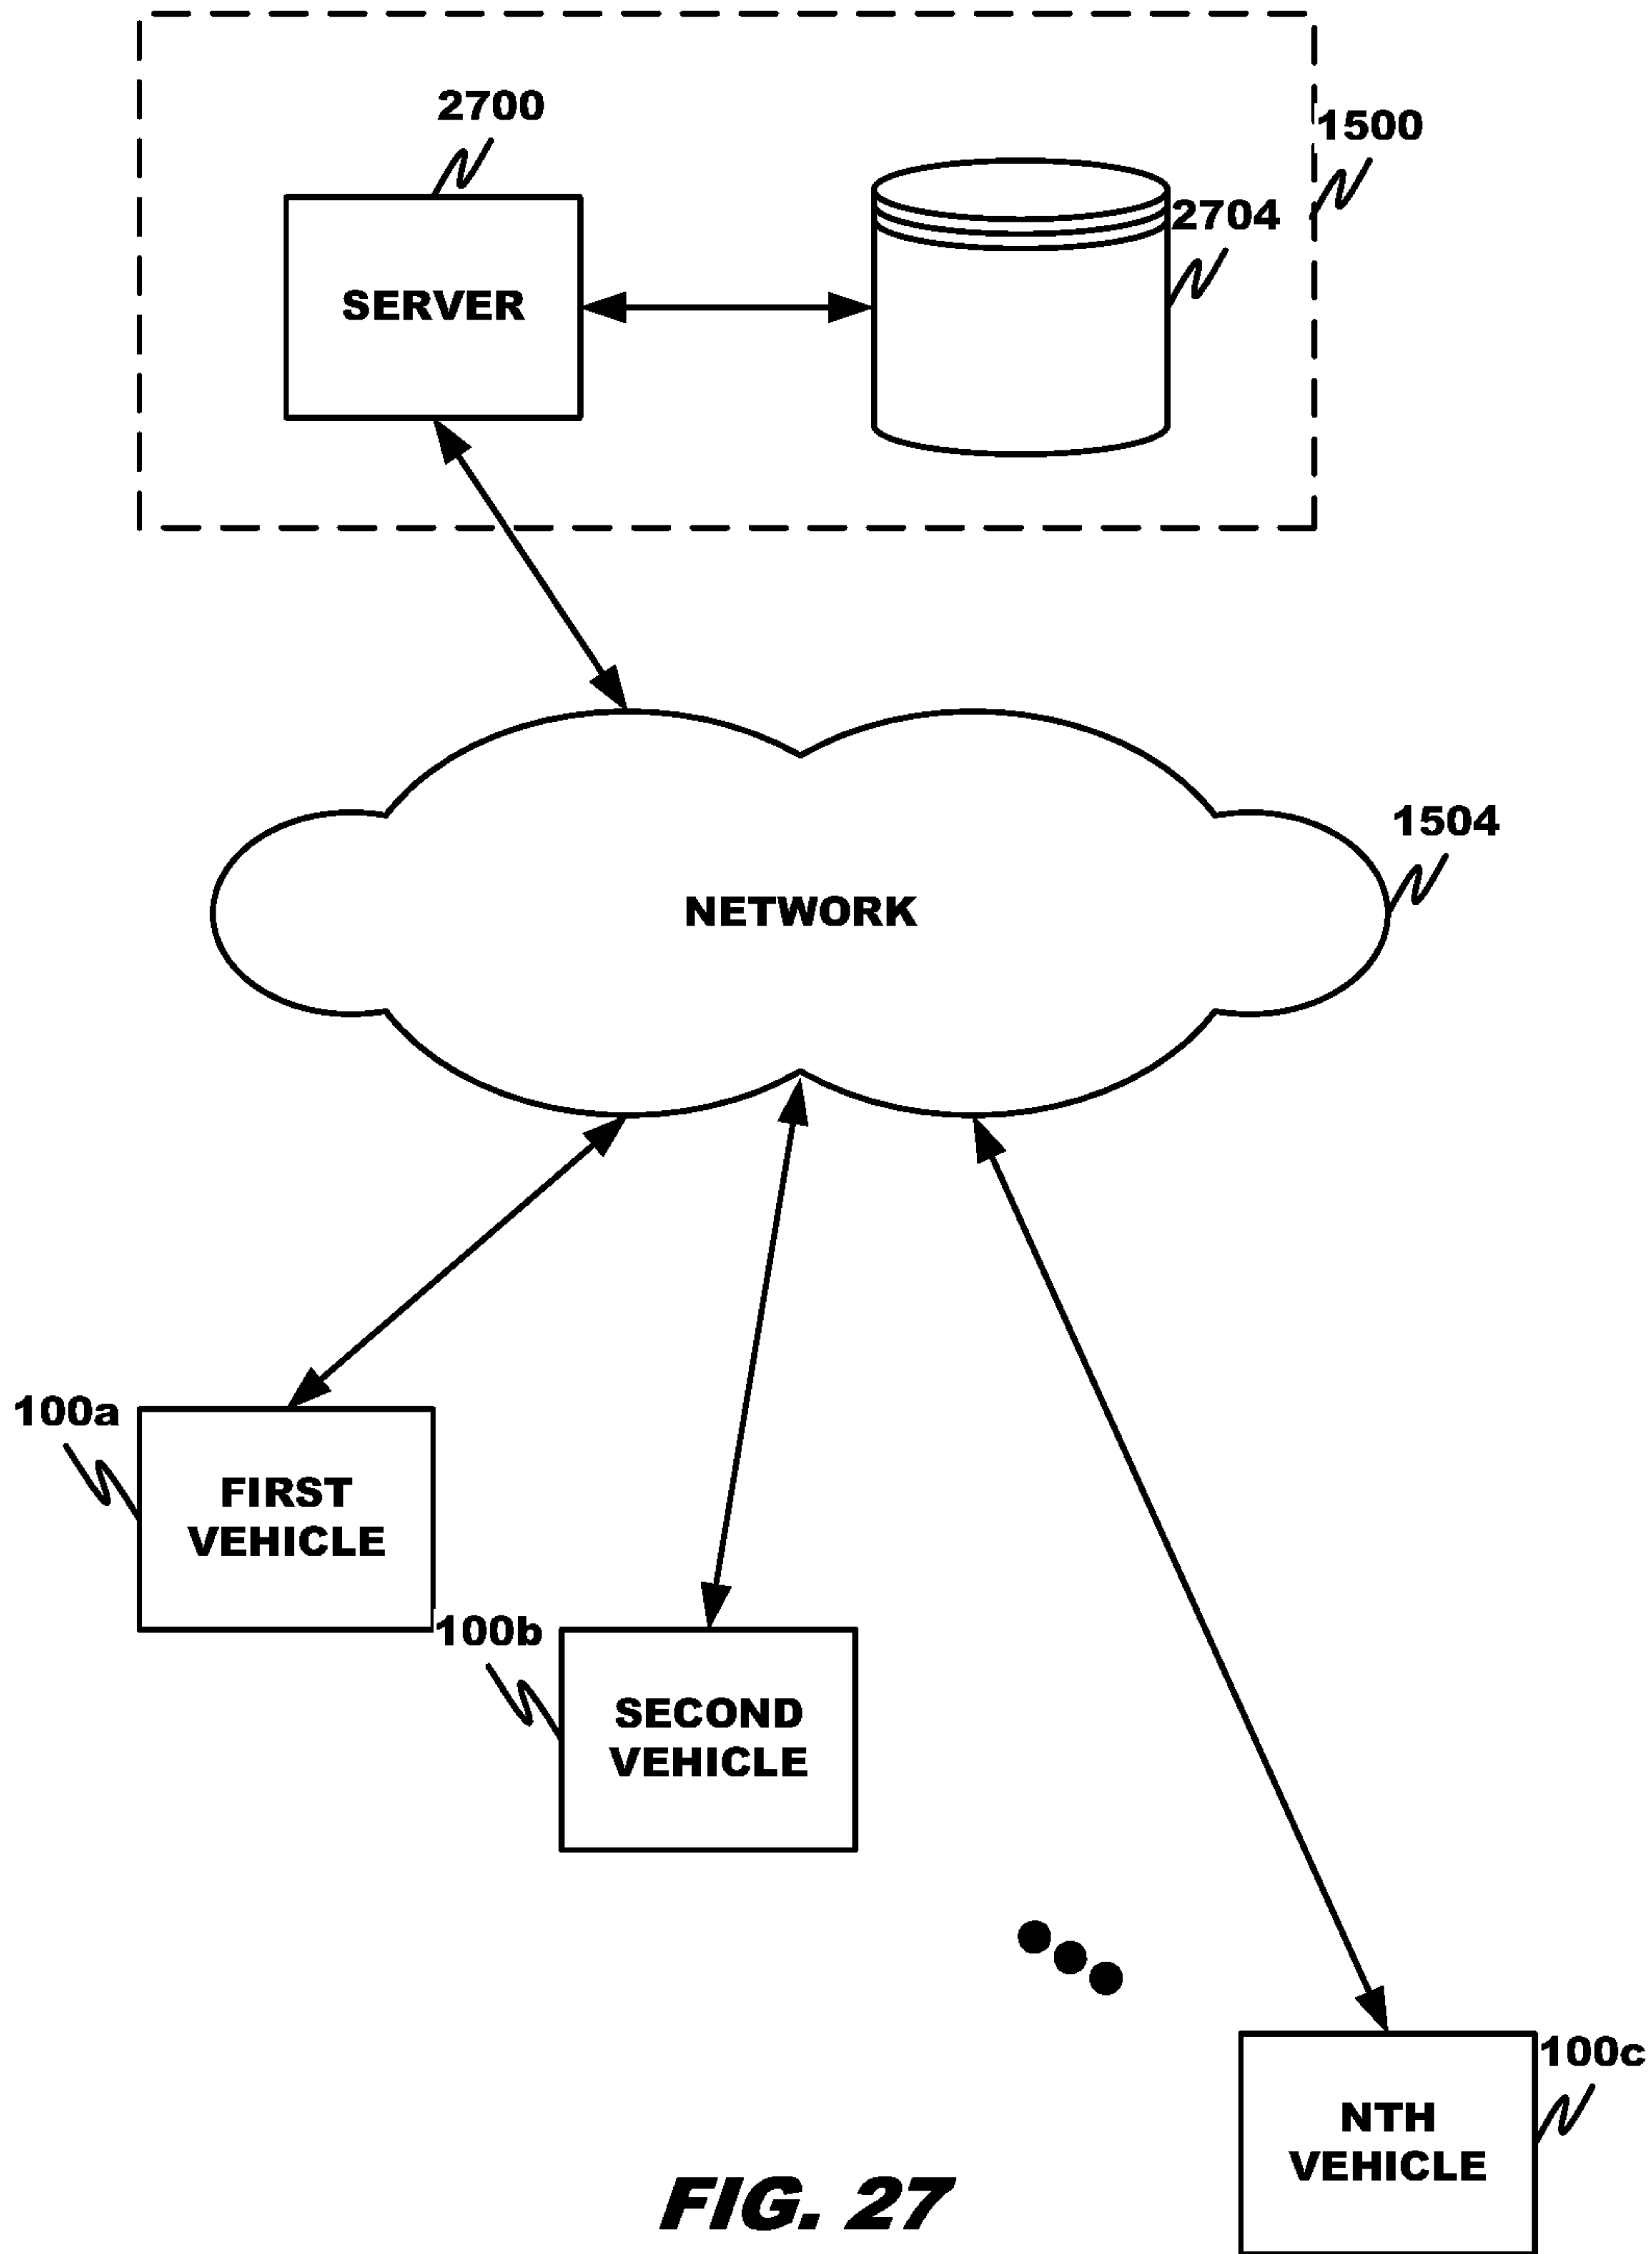 2700
1500
2704
SERVER
1504
NETWORK
100a
FIRST
VEHICLE
100b
SECOND
VEHICLE
100c
NTH
VEHICLE
FIG. 27